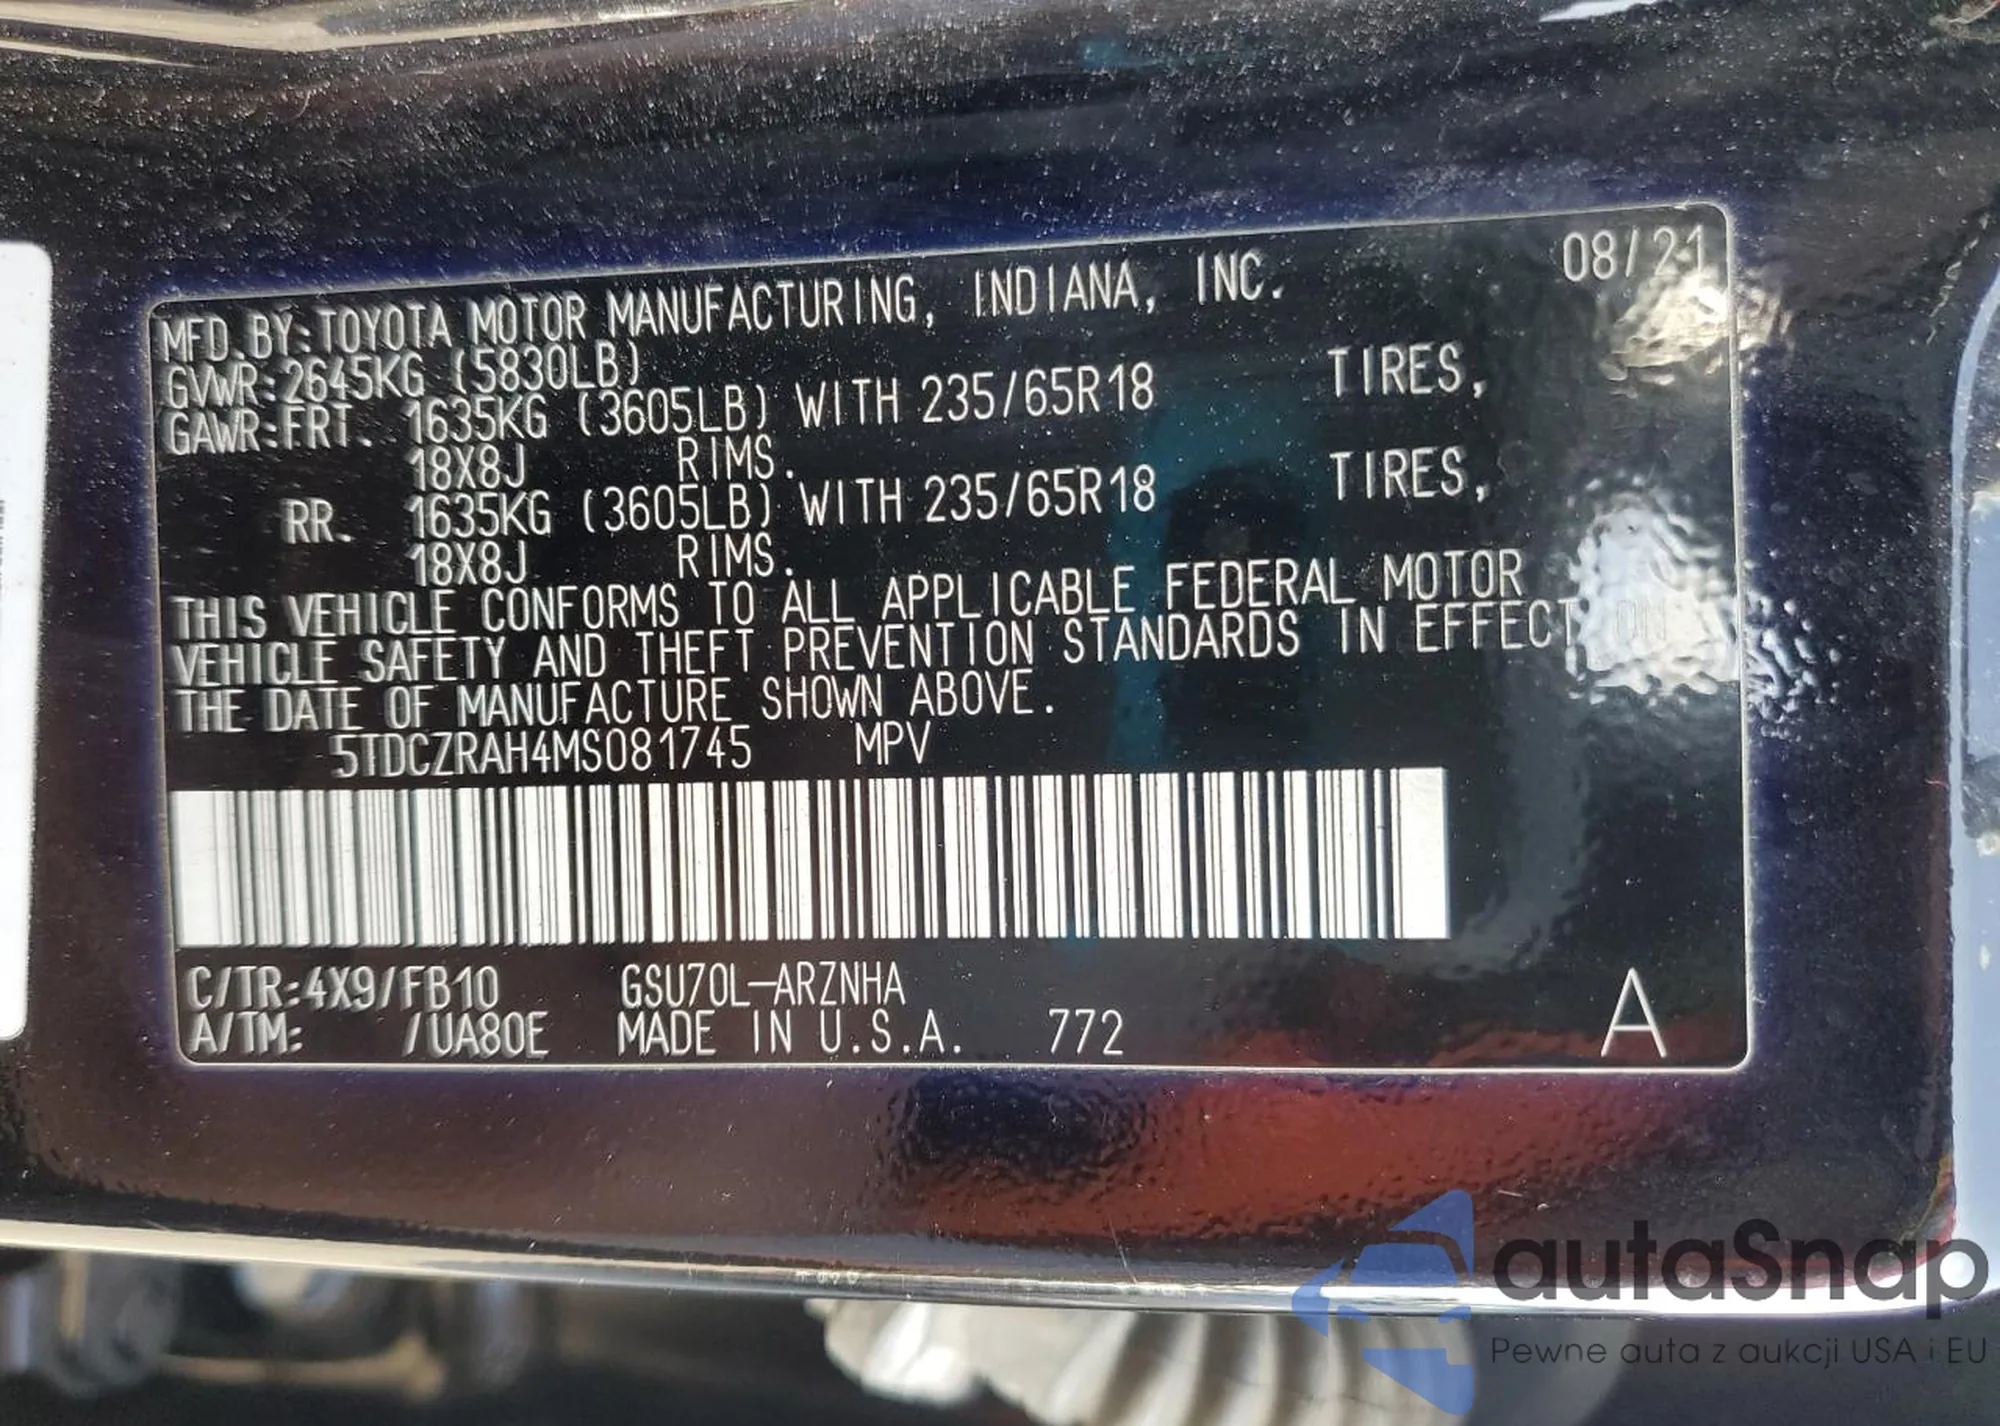 08/21
MFD.BY:TOYOTA MOTOR MANUFACTURING, INDIANA, INC.
GVWR:2645KG (5830LB)
GAWR:FRT. 1635KG (3605LB) WITH 235/65R18 TIRES,
18X8J RIMS.
RR. 1635KG (3605LB) WITH 235/65R18 TIRES,
18X8J RIMS.
THIS VEHICLE CONFORMS TO ALL APPLICABLE FEDERAL MOTOR
VEHICLE SAFETY AND THEFT PREVENTION STANDARDS IN EFFECT ON
THE DATE OF MANUFACTURE SHOWN ABOVE.
5TDCZRAH4MS081745 MPV
C/TR:4X9/FB10 GSU70L-ARZNHA
A/TM: /UA80E MADE IN U.S.A. 772 A
autaSnap
Pewne auta z aukcji USA i EU